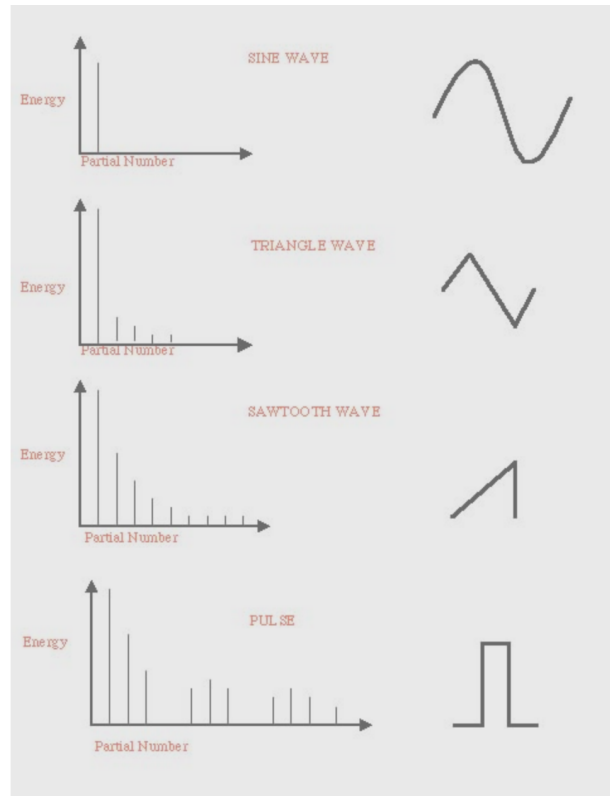 SINE WAVE
Energy
Partial Number
TRIANGLE WAVE
Energy
Partial Number
SAWTOOTH WAVE
Energy
Partial Number
PULSE
Energy
Partial Number